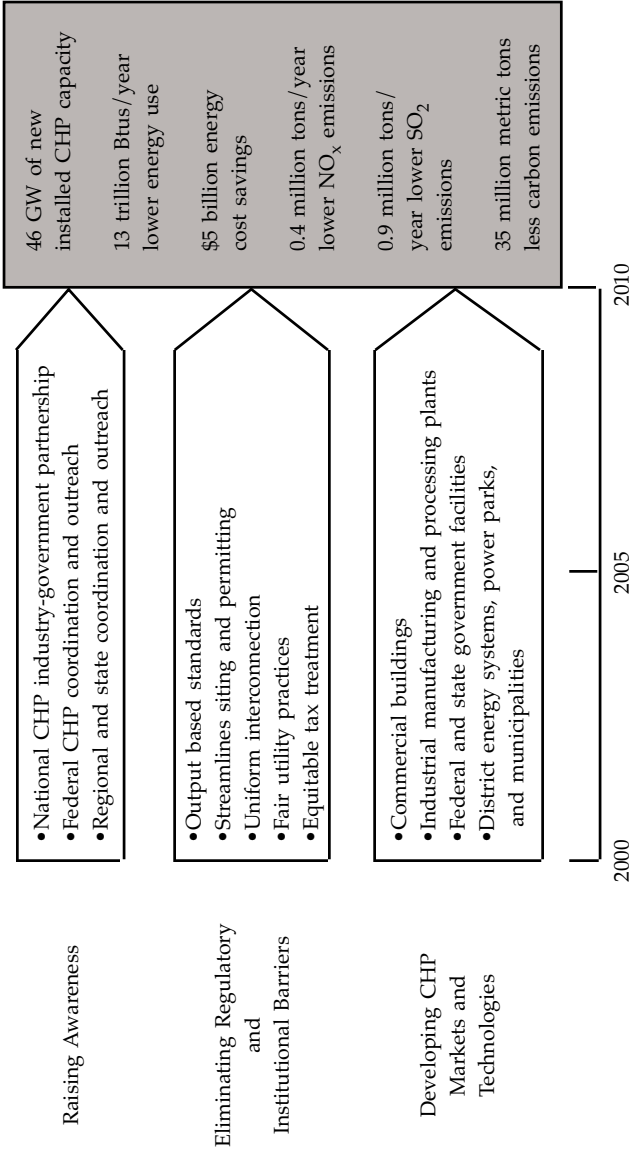 Raising Awareness
•National CHP industry-government partnership
•Federal CHP coordination and outreach
•Regional and state coordination and outreach
Eliminating Regulatory
and
Institutional Barriers
•Output based standards
•Streamlines siting and permitting
•Uniform interconnection
•Fair utility practices
•Equitable tax treatment
Developing CHP
Markets and
Technologies
•Commercial buildings
•Industrial manufacturing and processing plants
•Federal and state government facilities
•District energy systems, power parks,
and municipalities
46 GW of new
installed CHP capacity
13 trillion Btus/year
lower energy use
$5 billion energy
cost savings
0.4 million tons/year
lower NOx emissions
0.9 million tons/
year lower SO2
emissions
35 million metric tons
less carbon emissions
2000
2005
2010